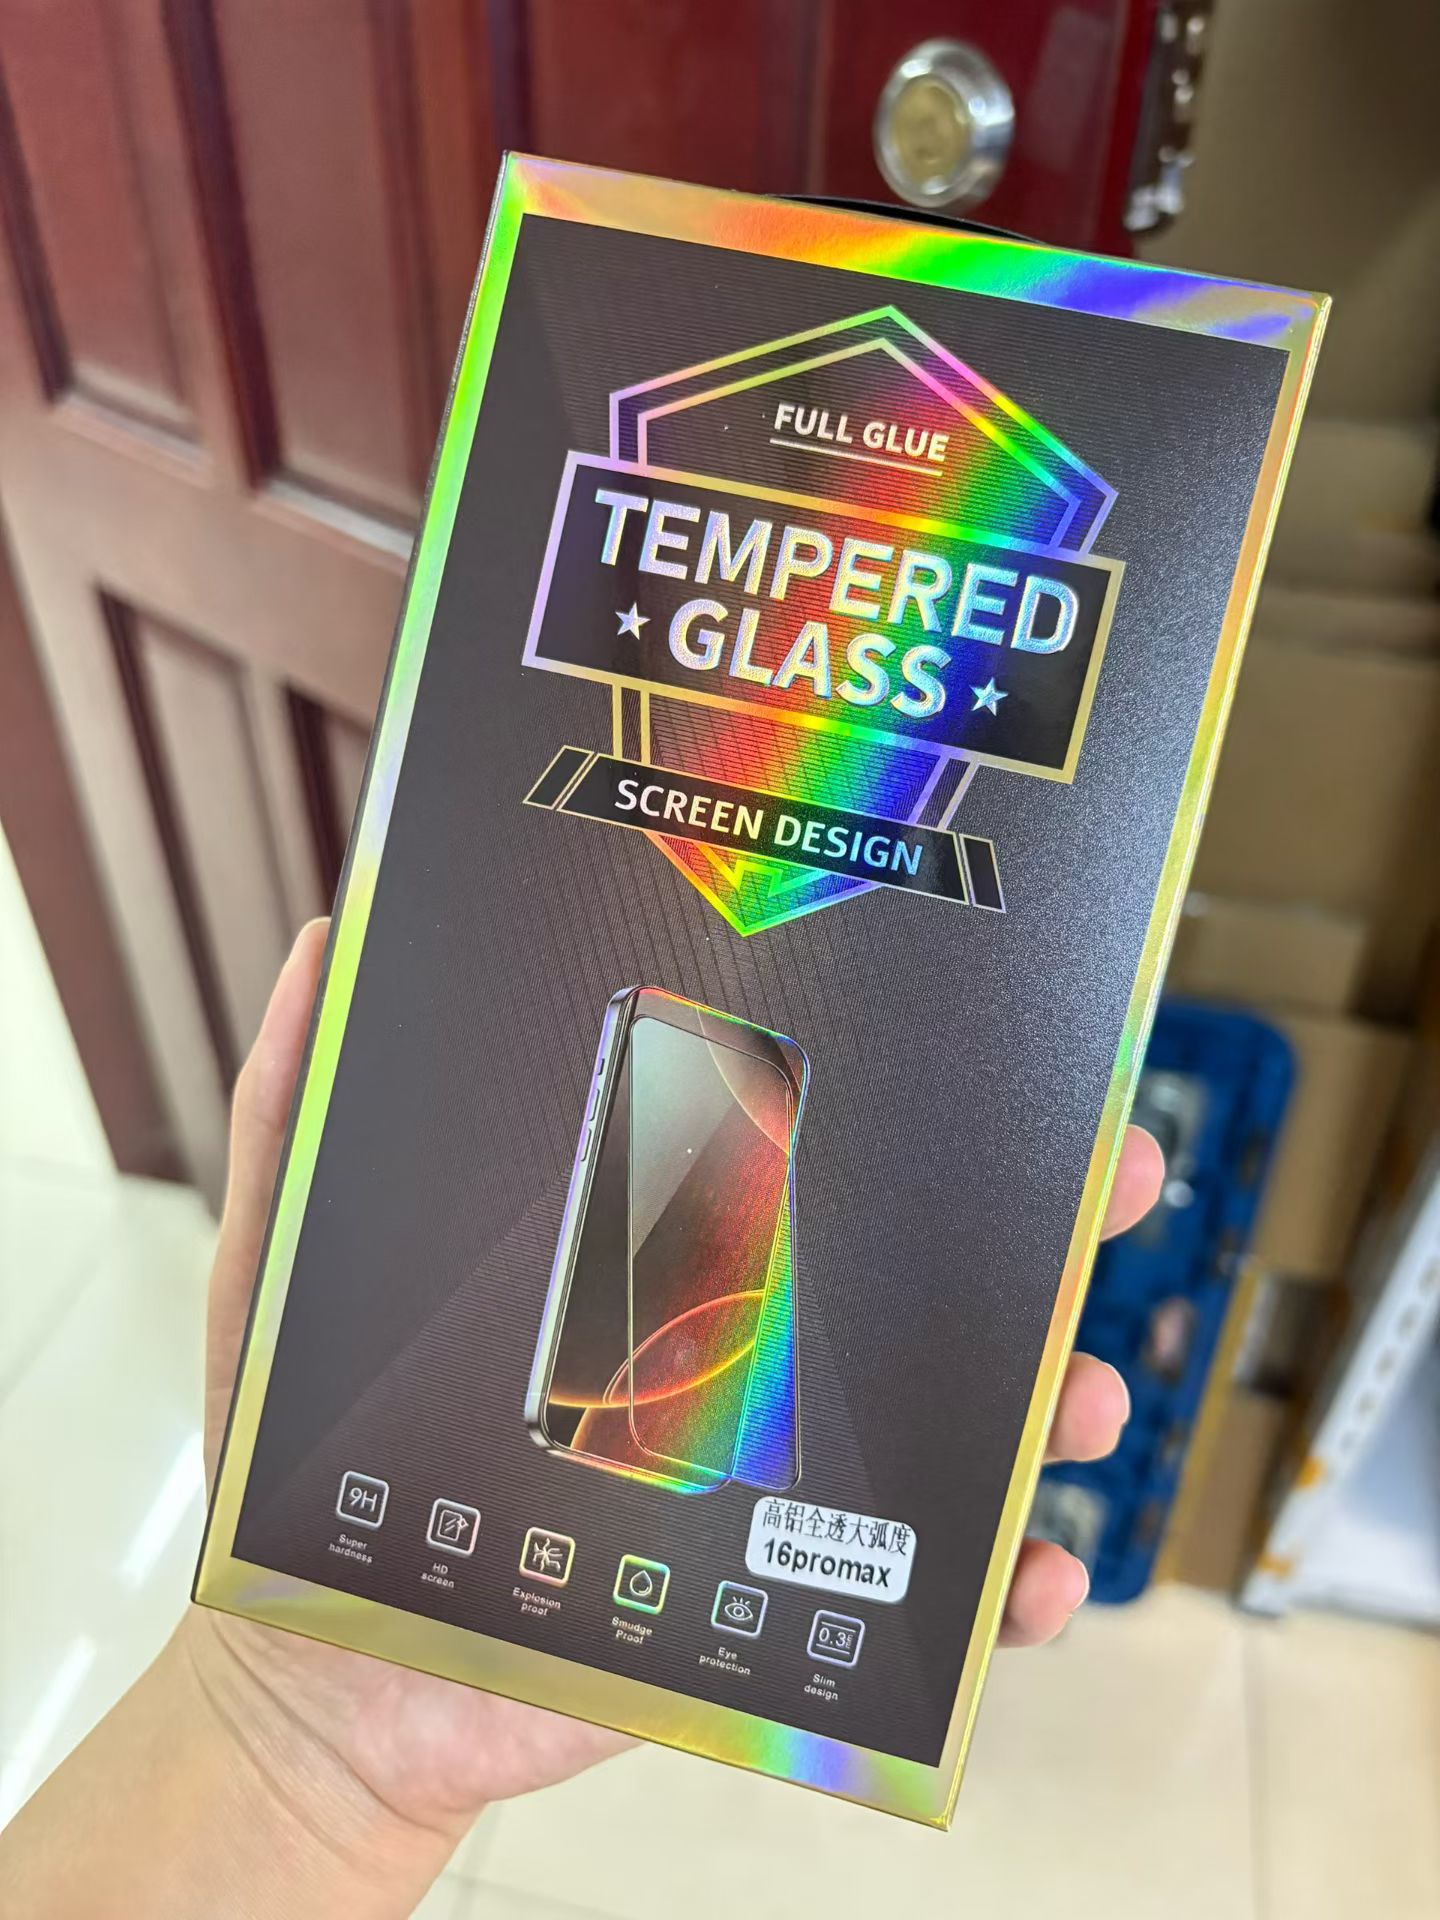 FULL GLUE
TEMPERED
GLASS
SCREEN DESIGN
高铝全透大弧度
16promax
9H
Super
hardness
HD
screen
Explosion
proof
Smudge
Proof
Eye
protection
0.3
Slim
design